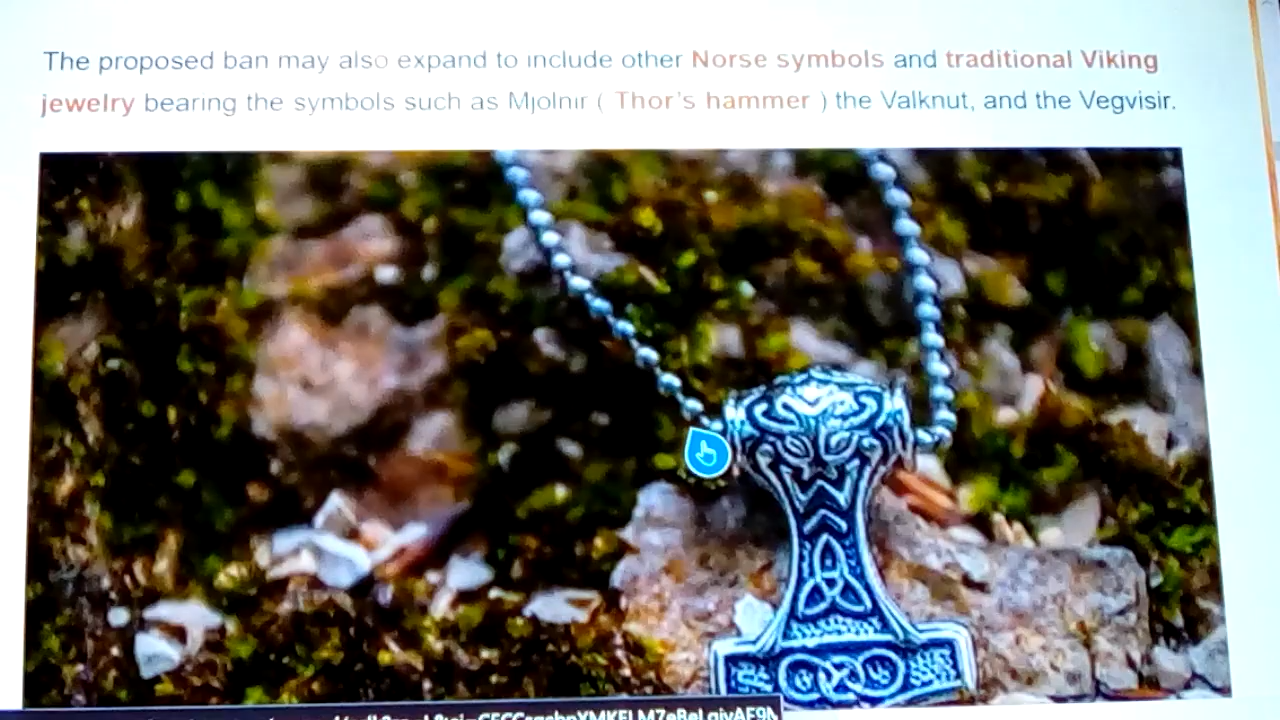 The proposed ban may also expand to include other Norse symbols and traditional Viking
jewelry bearing the symbols such as Mjolnir ( Thor's hammer ) the Valknut, and the Vegvisir.